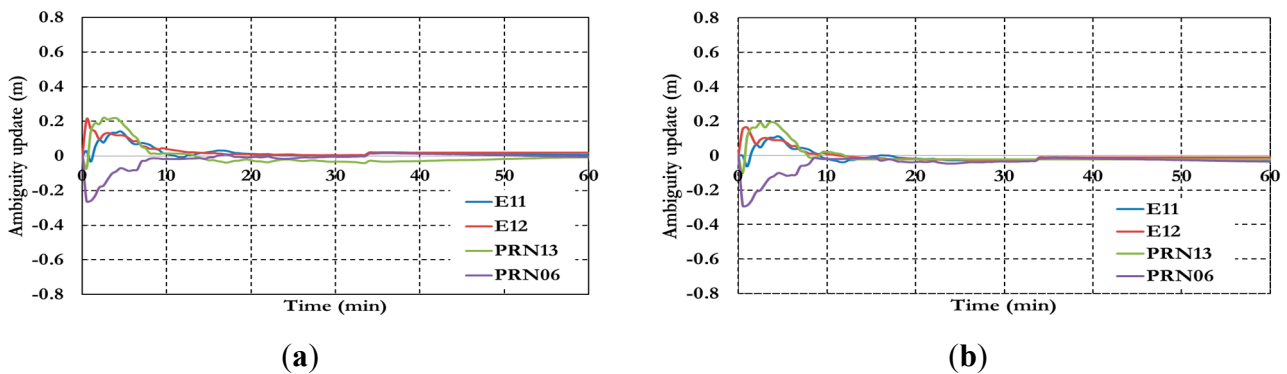 Ambiguity update (m)
0.8
0.6
0.4
0.2
0
-0.2
-0.4
-0.6
-0.8
0 10 20 30 40 50 60
E11
E12
PRN13
PRN06
Time (min)
(a)
Ambiguity update (m)
0.8
0.6
0.4
0.2
0
-0.2
-0.4
-0.6
-0.8
0 10 20 30 40 50 60
E11
E12
PRN13
PRN06
Time (min)
(b)